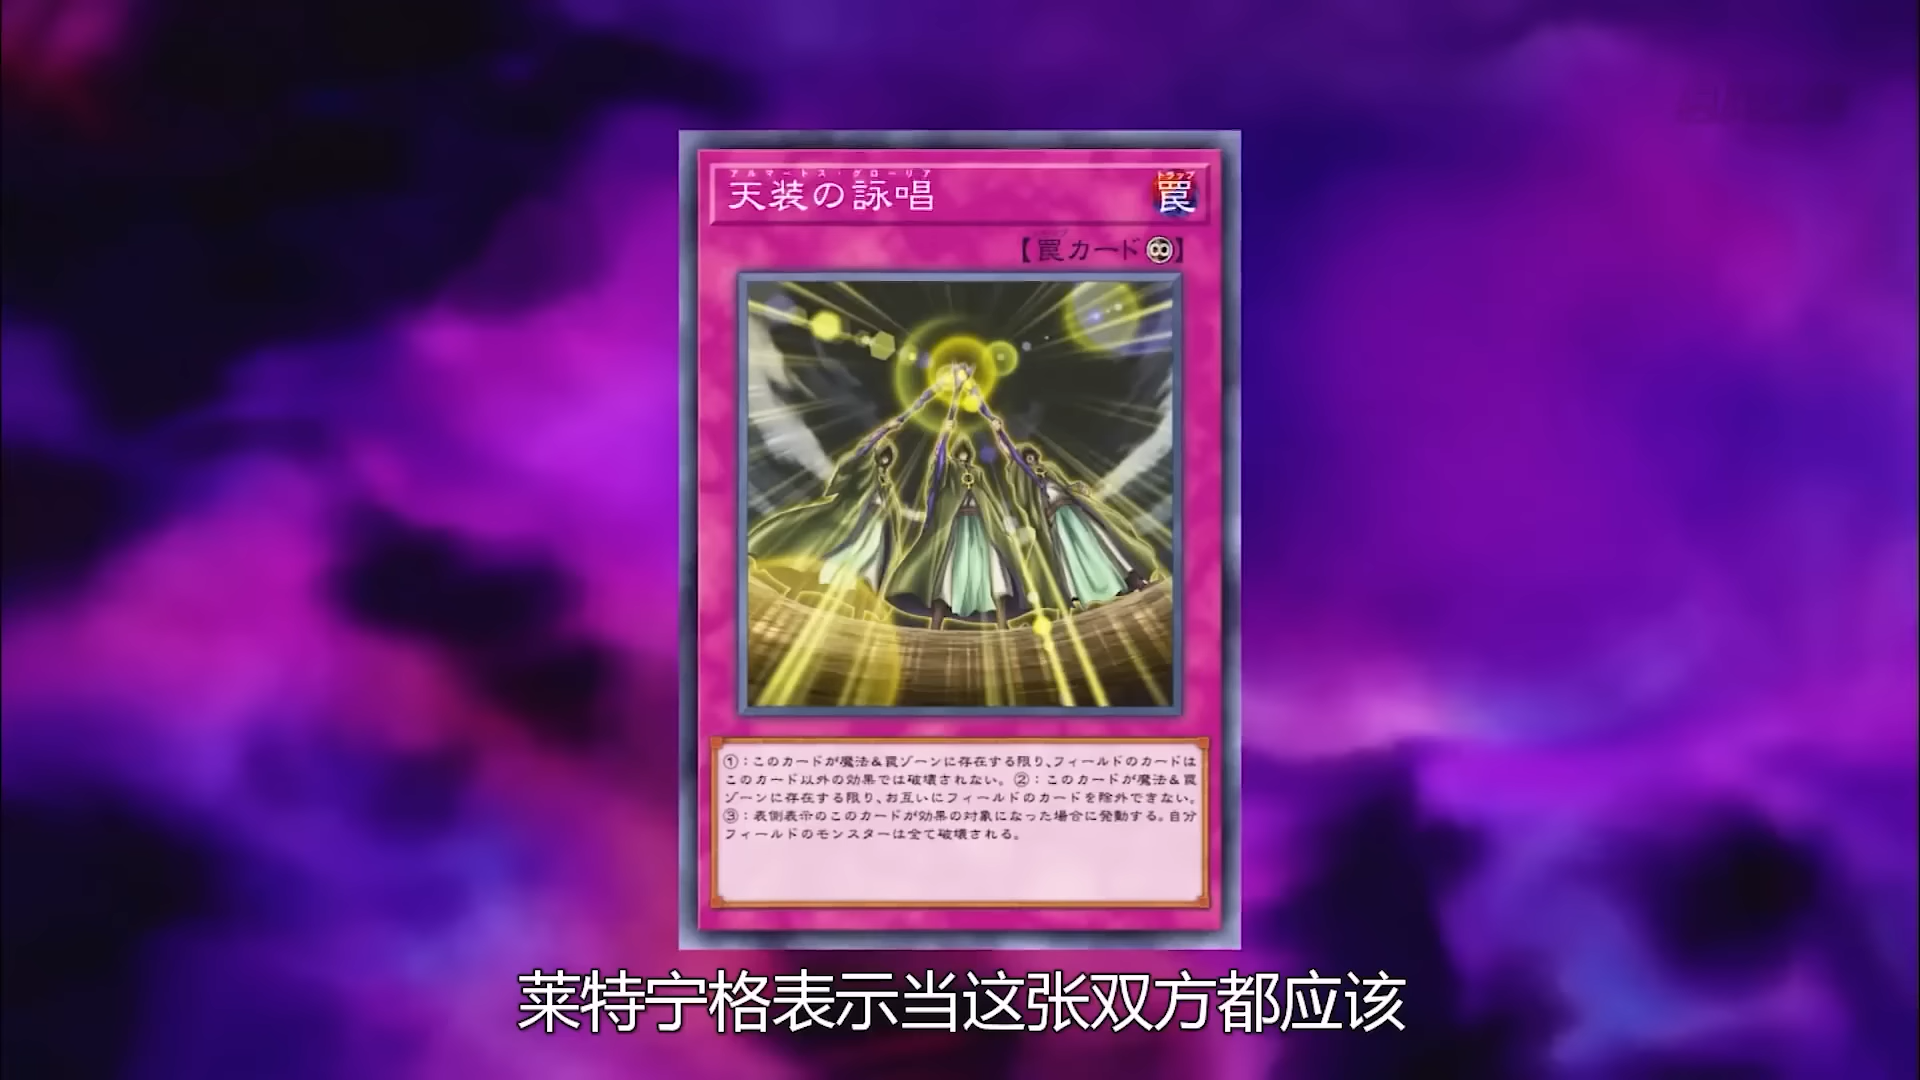 アルマートス・グローリア
天装の詠唱
トラップ
罠
【罠カード】
①：このカードが魔法＆罠ゾーンに存在する限り、フィールドのカードは
このカード以外の効果では破壊されない。②：このカードが魔法＆罠
ゾーンに存在する限り、お互いにフィールドのカードを除外できない。
③：表側表示のこのカードが効果の対象になった場合に発動する。自分
フィールドのモンスターは全て破壊される。
莱特宁格表示当这张双方都应该